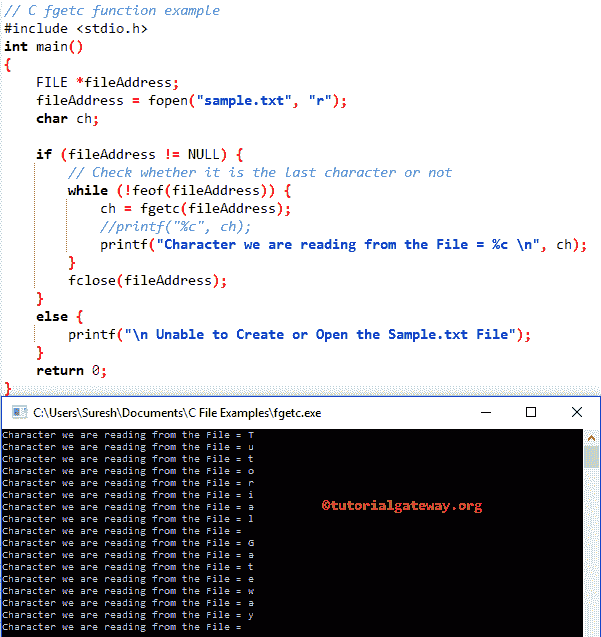 // C fgetc function example
#include <stdio.h>
int main()
{
FILE *fileAddress;
fileAddress = fopen("sample.txt", "r");
char ch;
if (fileAddress != NULL) {
// Check whether it is the last character or not
while (!feof(fileAddress)) {
ch = fgetc(fileAddress);
//printf("%c", ch);
printf("Character we are reading from the File = %c \n", ch);
}
fclose(fileAddress);
}
else {
printf("\n Unable to Create or Open the Sample.txt File");
}
return 0;
}
C:\Users\Suresh\Documents\C File Examples\fgetc.exe
Character we are reading from the File = T
Character we are reading from the File = u
Character we are reading from the File = t
Character we are reading from the File = o
Character we are reading from the File = r
Character we are reading from the File = i
Character we are reading from the File = a
Character we are reading from the File = l
Character we are reading from the File =
Character we are reading from the File = G
Character we are reading from the File = a
Character we are reading from the File = t
Character we are reading from the File = e
Character we are reading from the File = w
Character we are reading from the File = a
Character we are reading from the File = y
Character we are reading from the File =
©tutorialgateway.org